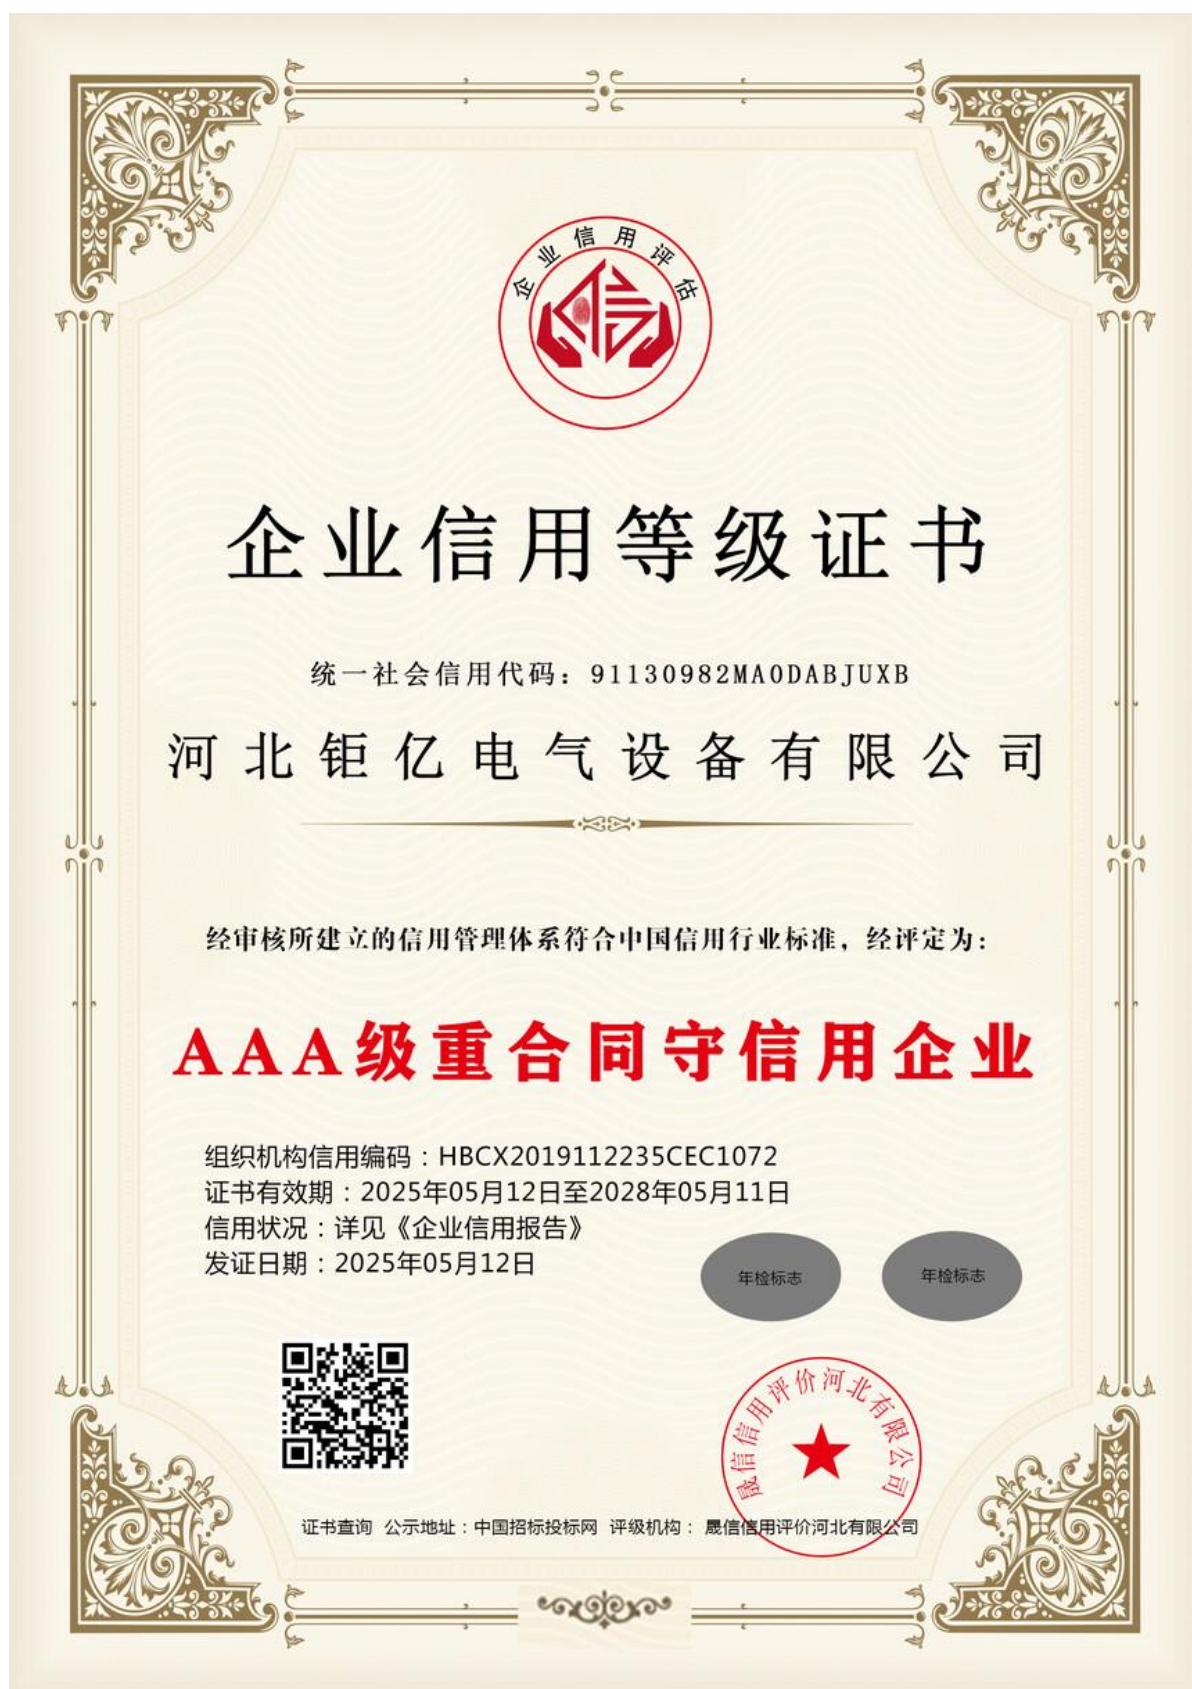 企业信用评估
企业信用等级证书
统一社会信用代码：91130982MA0DABJUXB
河北钜亿电气设备有限公司
经审核所建立的信用管理体系符合中国信用行业标准，经评定为：
AAA级重合同守信用企业
组织机构信用编码：HBCX2019112235CEC1072
证书有效期：2025年05月12日至2028年05月11日
信用状况：详见《企业信用报告》
发证日期：2025年05月12日
年检标志 年检标志
晟信信用评价河北有限公司
证书查询 公示地址：中国招标投标网 评级机构： 晟信信用评价河北有限公司